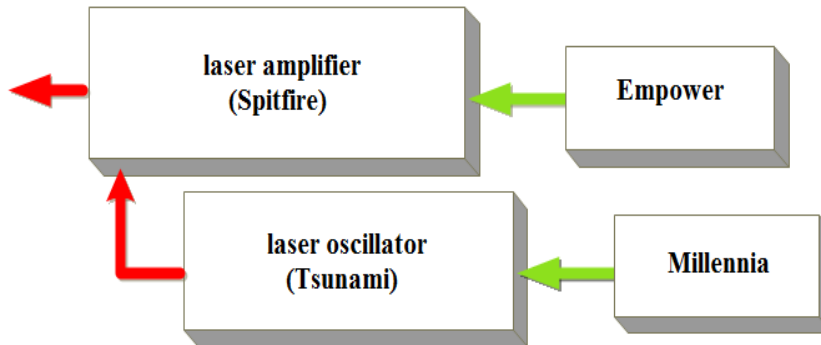 laser amplifier
(Spitfire)
Empower
laser oscillator
(Tsunami)
Millennia